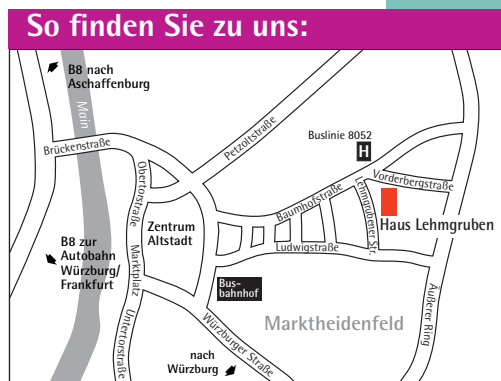 So finden Sie zu uns:
B8 nach
Aschaffenburg
Main
Brückenstraße
Petzoltstraße
Buslinie 8052
H
Obertorstraße
Baumhofstraße
Lehmgrubener Str.
Vorderbergstraße
Haus Lehmgruben
Zentrum
Altstadt
Ludwigstraße
B8 zur
Autobahn
Würzburg/
Frankfurt
Marktplatz
Bus-
bahnhof
Untertorstraße
Würzburger Straße
Marktheidenfeld
Äußerer Ring
nach
Würzburg